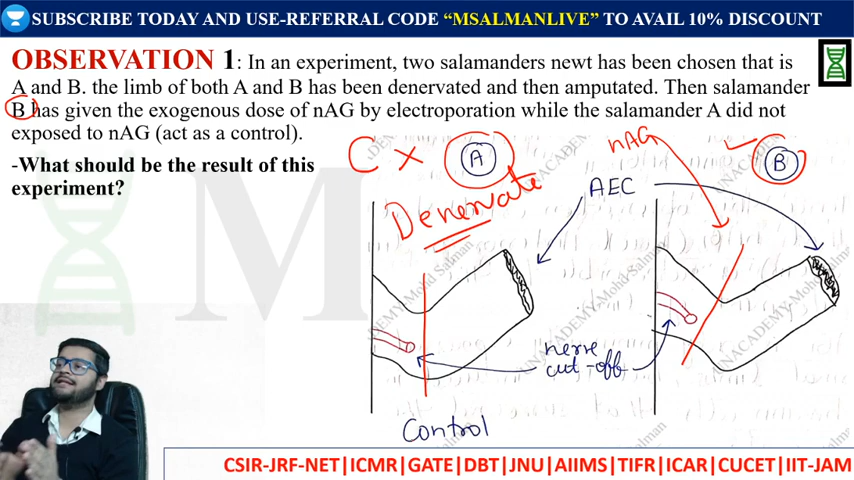 SUBSCRIBE TODAY AND USE-REFERRAL CODE “MSALMANLIVE” TO AVAIL 10% DISCOUNT
OBSERVATION 1: In an experiment, two salamanders newt has been chosen that is
A and B. the limb of both A and B has been denervated and then amputated. Then salamander
B has given the exogenous dose of nAG by electroporation while the salamander A did not
exposed to nAG (act as a control).
-What should be the result of this
experiment?
C × A
nAG
B
Denervate
AEC
nerve
cut-off
Control
CSIR-JRF-NET|ICMR|GATE|DBT|JNU|AIIMS|TIFR|ICAR|CUCET|IIT-JAM